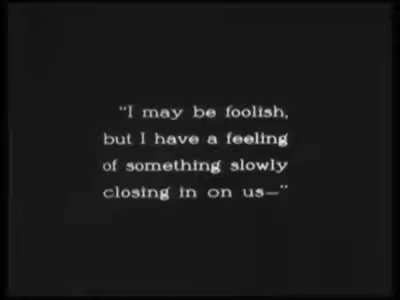 "I may be foolish,
but I have a feeling
of something slowly
closing in on us—"